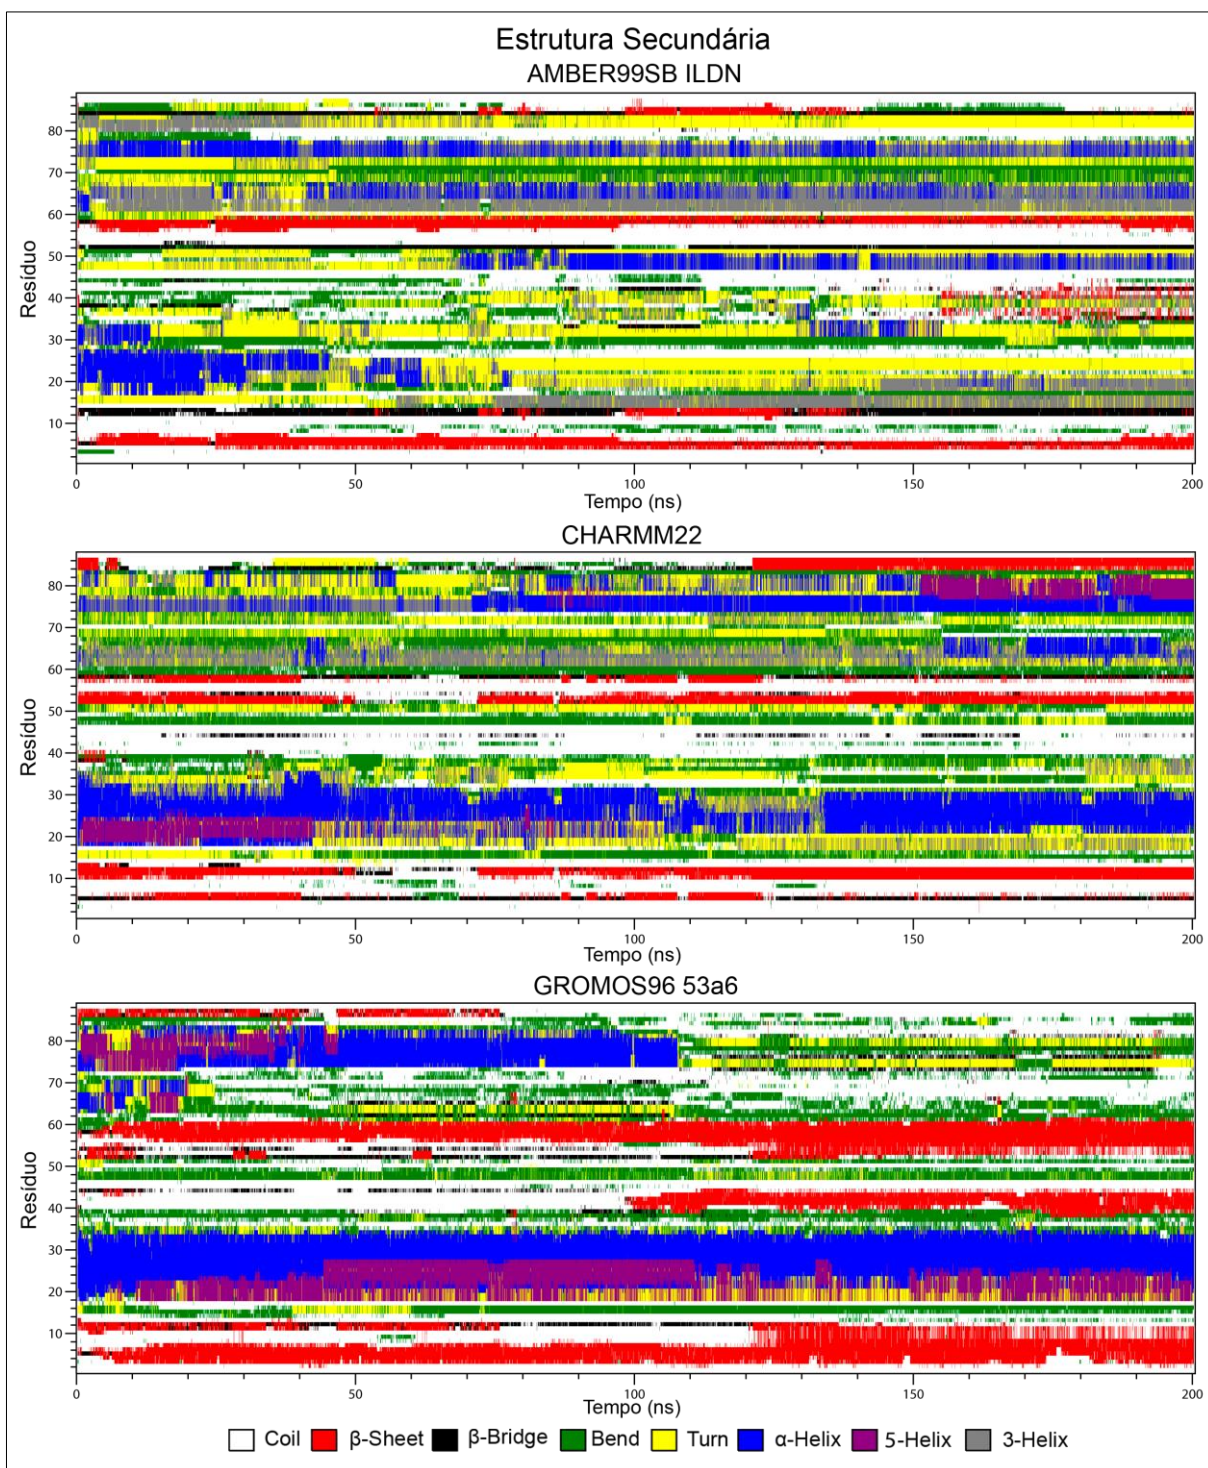 Estrutura Secundária
AMBER99SB ILDN
Resíduo
80
70
60
50
40
30
20
10
0 50 100 150 200
Tempo (ns)
CHARMM22
Resíduo
80
70
60
50
40
30
20
10
0 50 100 150 200
Tempo (ns)
GROMOS96 53a6
Resíduo
80
70
60
50
40
30
20
10
0 50 100 150 200
Tempo (ns)
Coil β-Sheet β-Bridge Bend Turn α-Helix 5-Helix 3-Helix